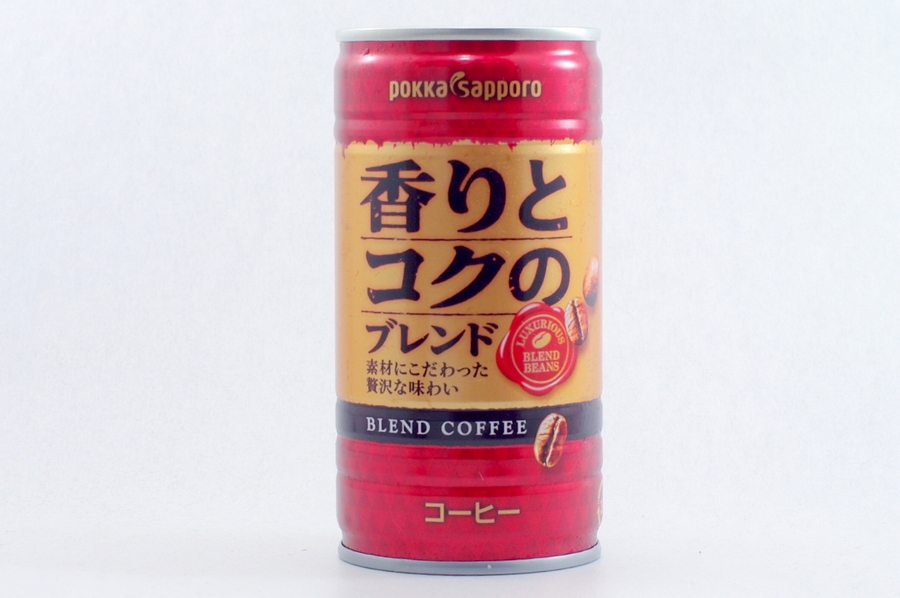 pokka sapporo
香りと
コクの
ブレンド
素材にこだわった
贅沢な味わい
LUXURIOUS
BLEND
BEANS
BLEND COFFEE
コーヒー